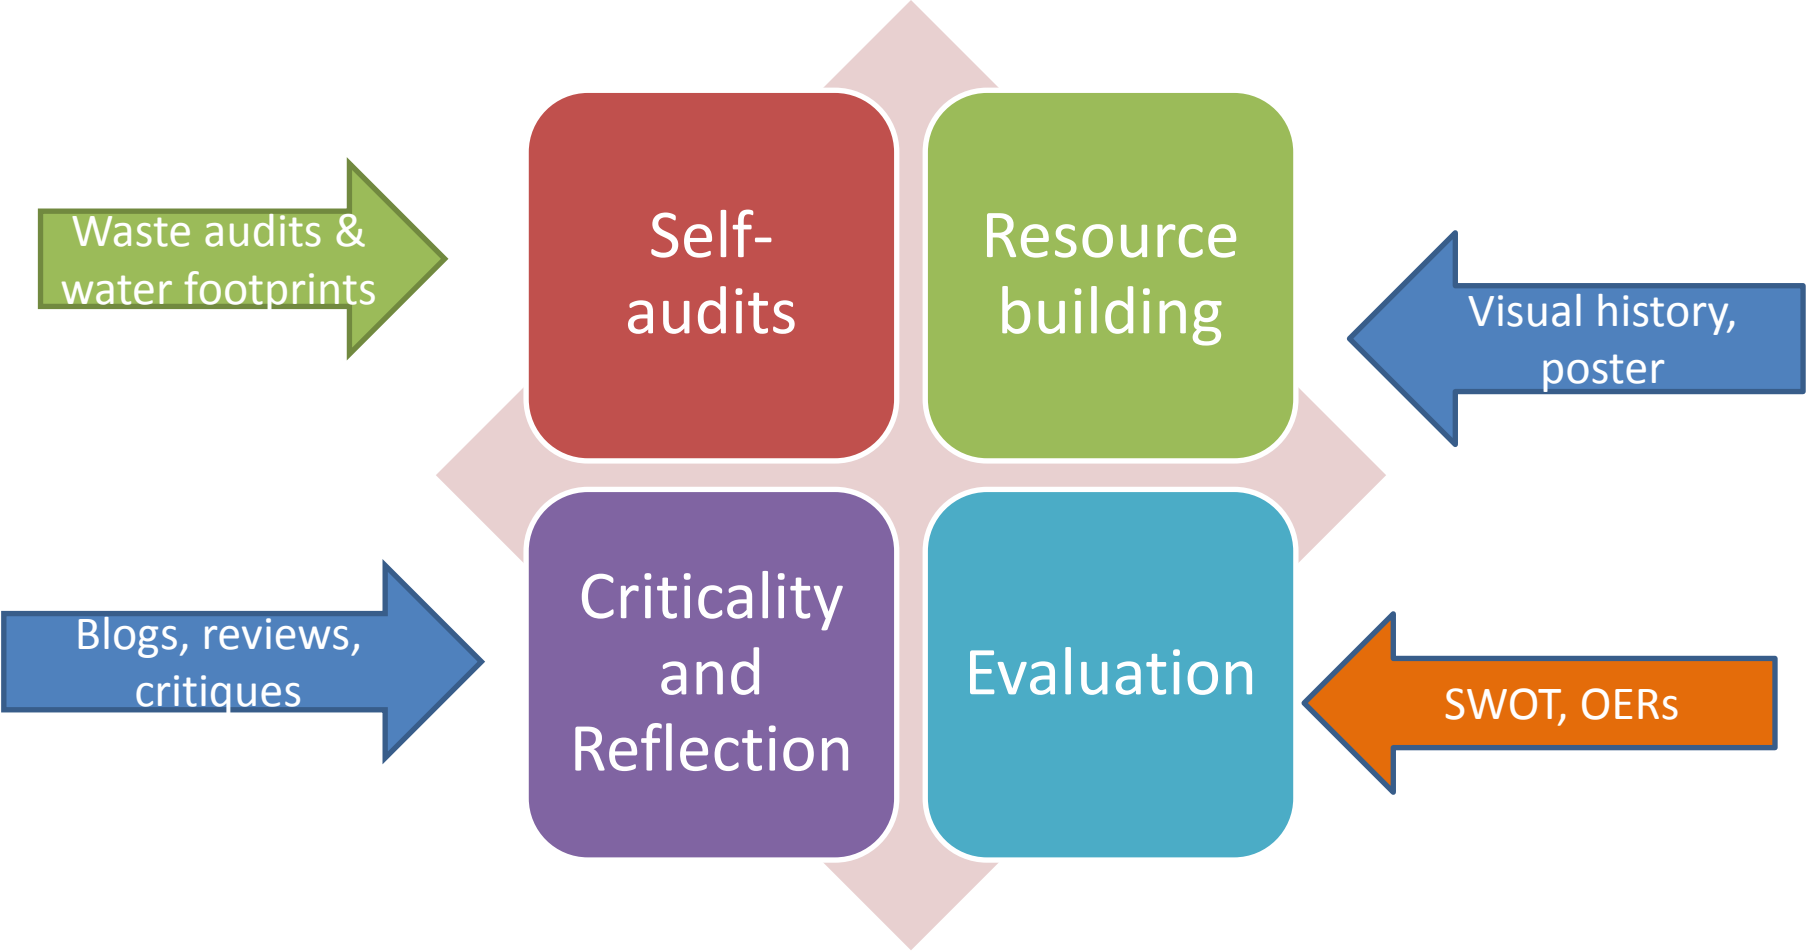 Waste audits &
water footprints
Self-
audits
Resource
building
Visual history,
poster
Blogs, reviews,
critiques
Criticality
and
Reflection
Evaluation
SWOT, OERs